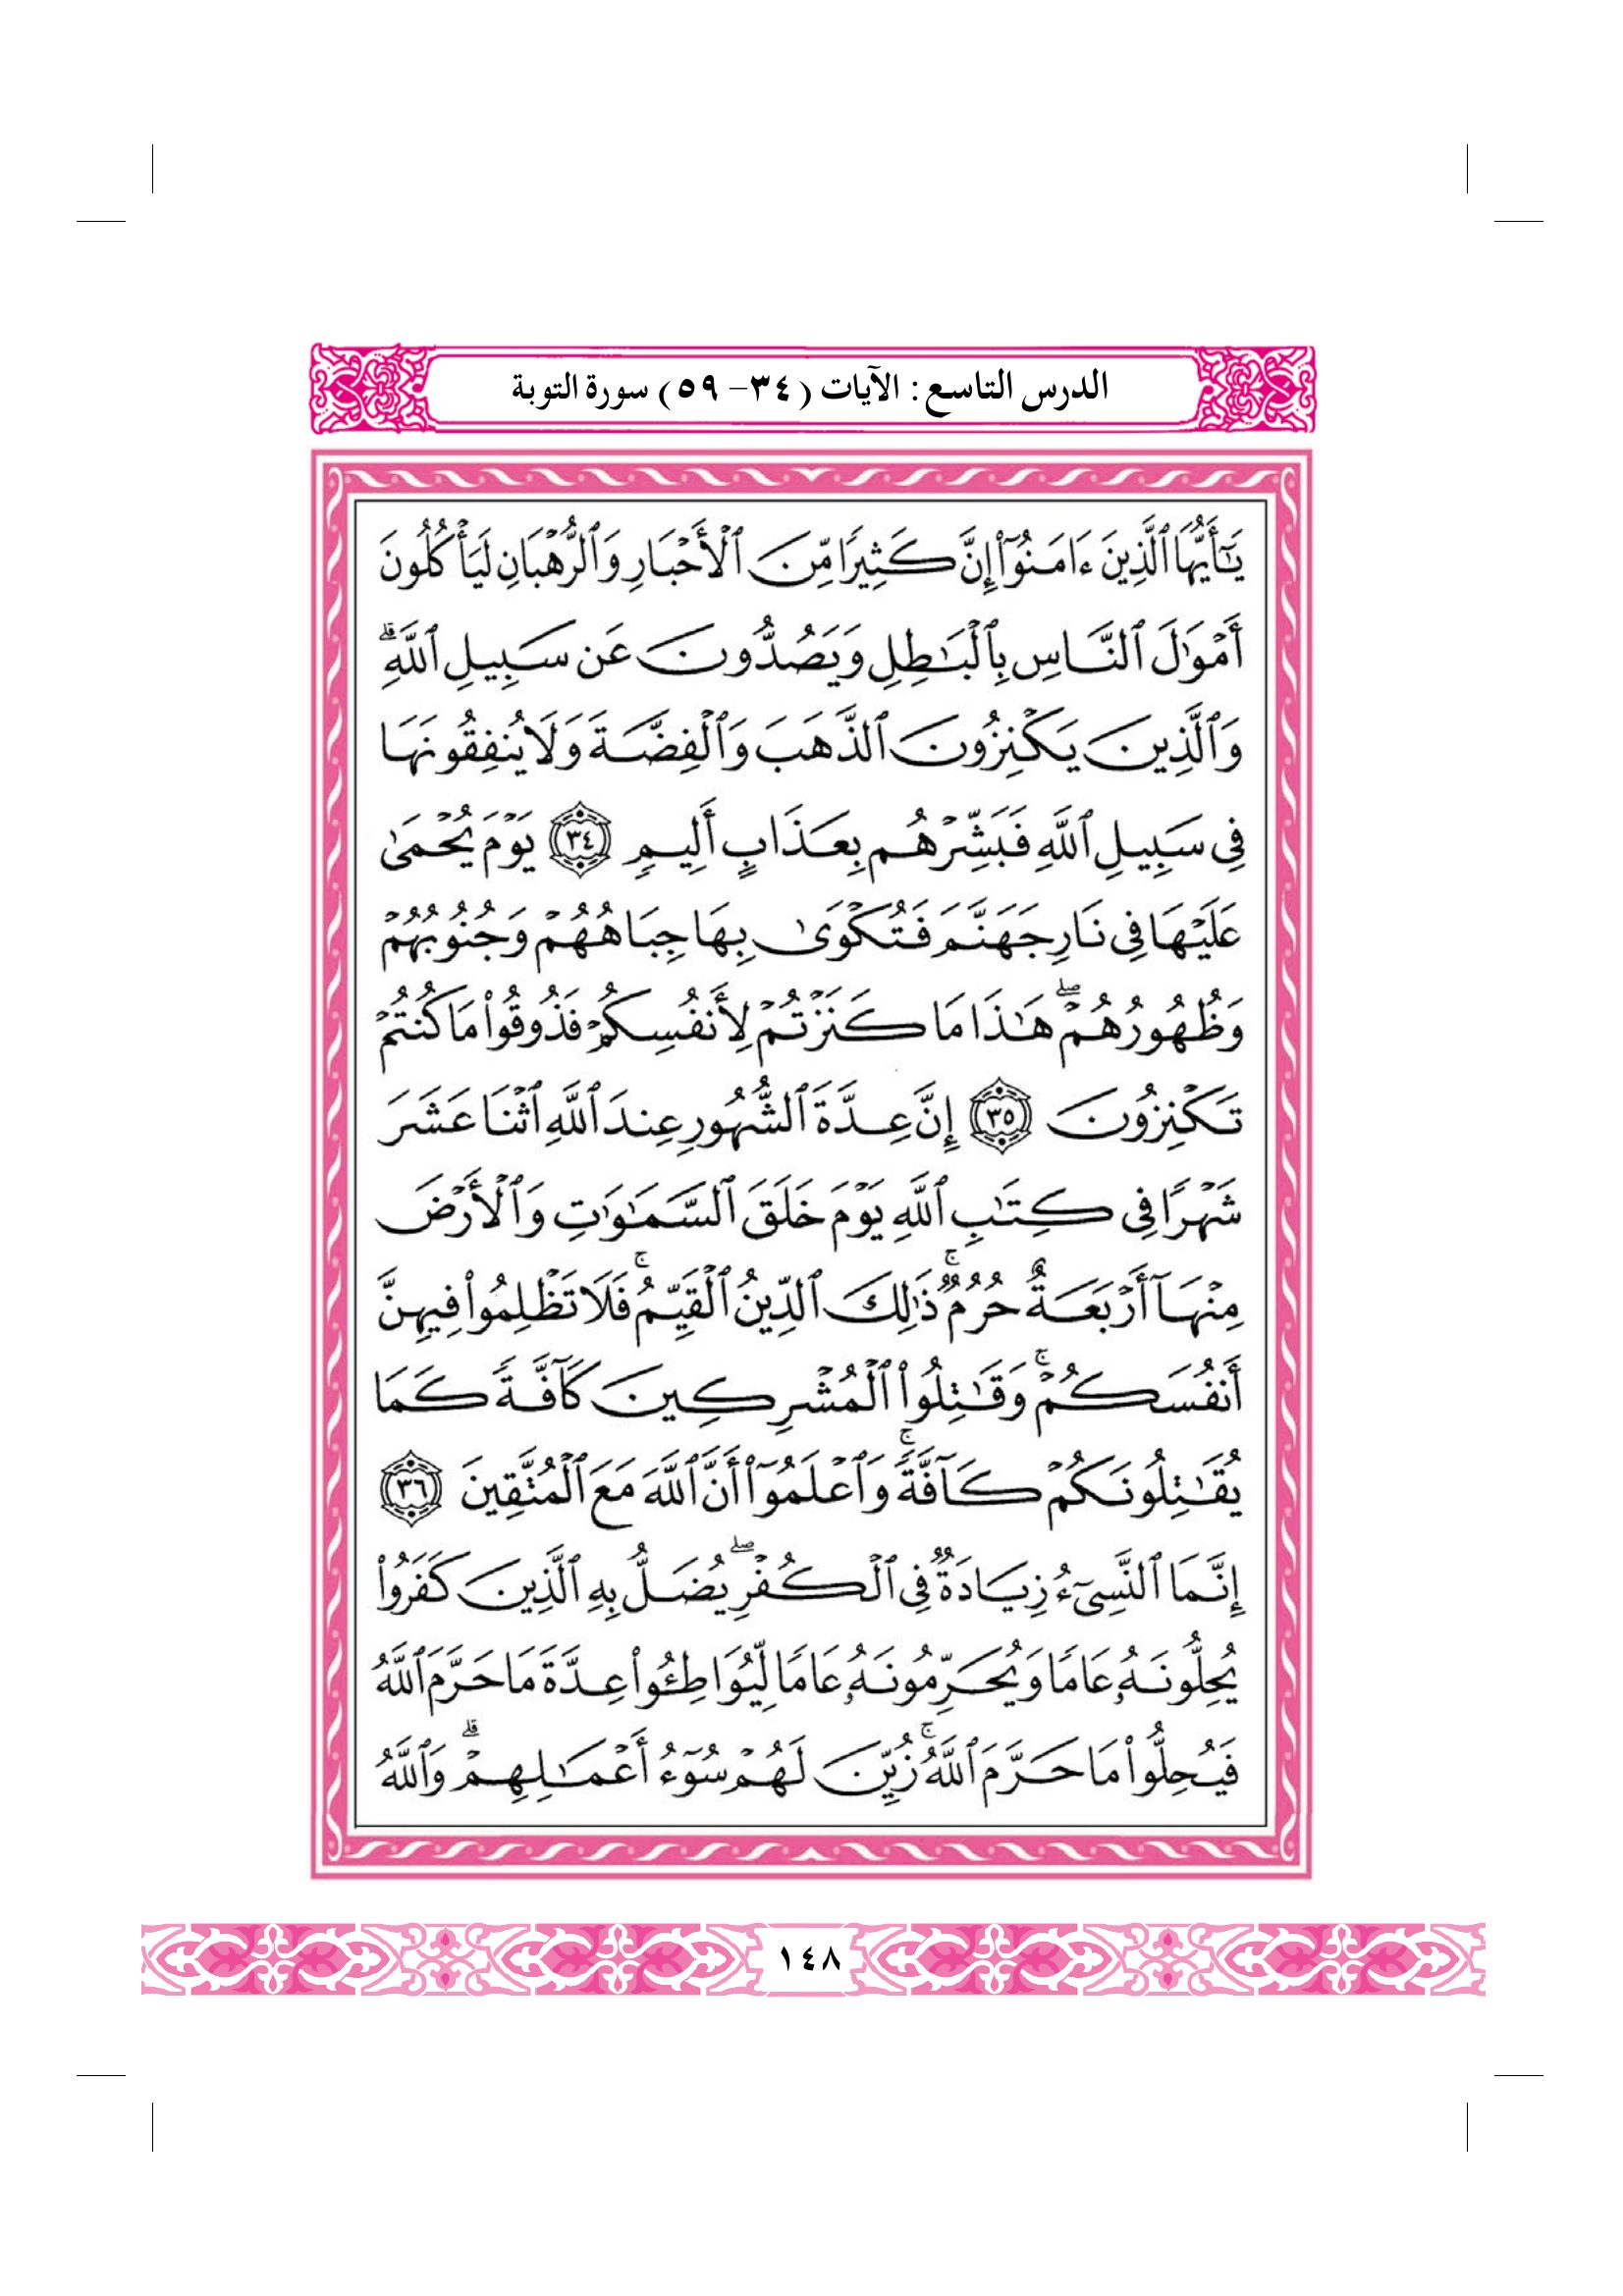 الدرس التاسع : الآيات (٣٤- ٥٩) سورة التوبة
يَٰٓأَيُّهَا ٱلَّذِينَ ءَامَنُوٓاْ إِنَّ كَثِيرًا مِّنَ ٱلْأَحْبَارِ وَٱلرُّهْبَانِ لَيَأْكُلُونَ
أَمْوَٰلَ ٱلنَّاسِ بِٱلْبَٰطِلِ وَيَصُدُّونَ عَن سَبِيلِ ٱللَّهِۗ
وَٱلَّذِينَ يَكْنِزُونَ ٱلذَّهَبَ وَٱلْفِضَّةَ وَلَا يُنفِقُونَهَا
فِى سَبِيلِ ٱللَّهِ فَبَشِّرْهُم بِعَذَابٍ أَلِيمٍ ٣٤ يَوْمَ يُحْمَىٰ
عَلَيْهَا فِى نَارِ جَهَنَّمَ فَتُكْوَىٰ بِهَا جِبَاهُهُمْ وَجُنُوبُهُمْ
وَظُهُورُهُمْۖ هَٰذَا مَا كَنَزْتُمْ لِأَنفُسِكُمْ فَذُوقُواْ مَا كُنتُمْ
تَكْنِزُونَ ٣٥ إِنَّ عِدَّةَ ٱلشُّهُورِ عِندَ ٱللَّهِ ٱثْنَا عَشَرَ
شَهْرًا فِى كِتَٰبِ ٱللَّهِ يَوْمَ خَلَقَ ٱلسَّمَٰوَٰتِ وَٱلْأَرْضَ
مِنْهَآ أَرْبَعَةٌ حُرُمٌۚ ذَٰلِكَ ٱلدِّينُ ٱلْقَيِّمُۚ فَلَا تَظْلِمُواْ فِيهِنَّ
أَنفُسَكُمْۚ وَقَٰتِلُواْ ٱلْمُشْرِكِينَ كَآفَّةً كَمَا
يُقَٰتِلُونَكُمْ كَآفَّةًۚ وَٱعْلَمُوٓاْ أَنَّ ٱللَّهَ مَعَ ٱلْمُتَّقِينَ ٣٦
إِنَّمَا ٱلنَّسِىٓءُ زِيَادَةٌ فِى ٱلْكُفْرِۖ يُضَلُّ بِهِ ٱلَّذِينَ كَفَرُواْ
يُحِلُّونَهُۥ عَامًا وَيُحَرِّمُونَهُۥ عَامًا لِّيُوَاطِـُٔواْ عِدَّةَ مَا حَرَّمَ ٱللَّهُ
فَيُحِلُّواْ مَا حَرَّمَ ٱللَّهُۚ زُيِّنَ لَهُمْ سُوٓءُ أَعْمَٰلِهِمْۗ وَٱللَّهُ
١٤٨